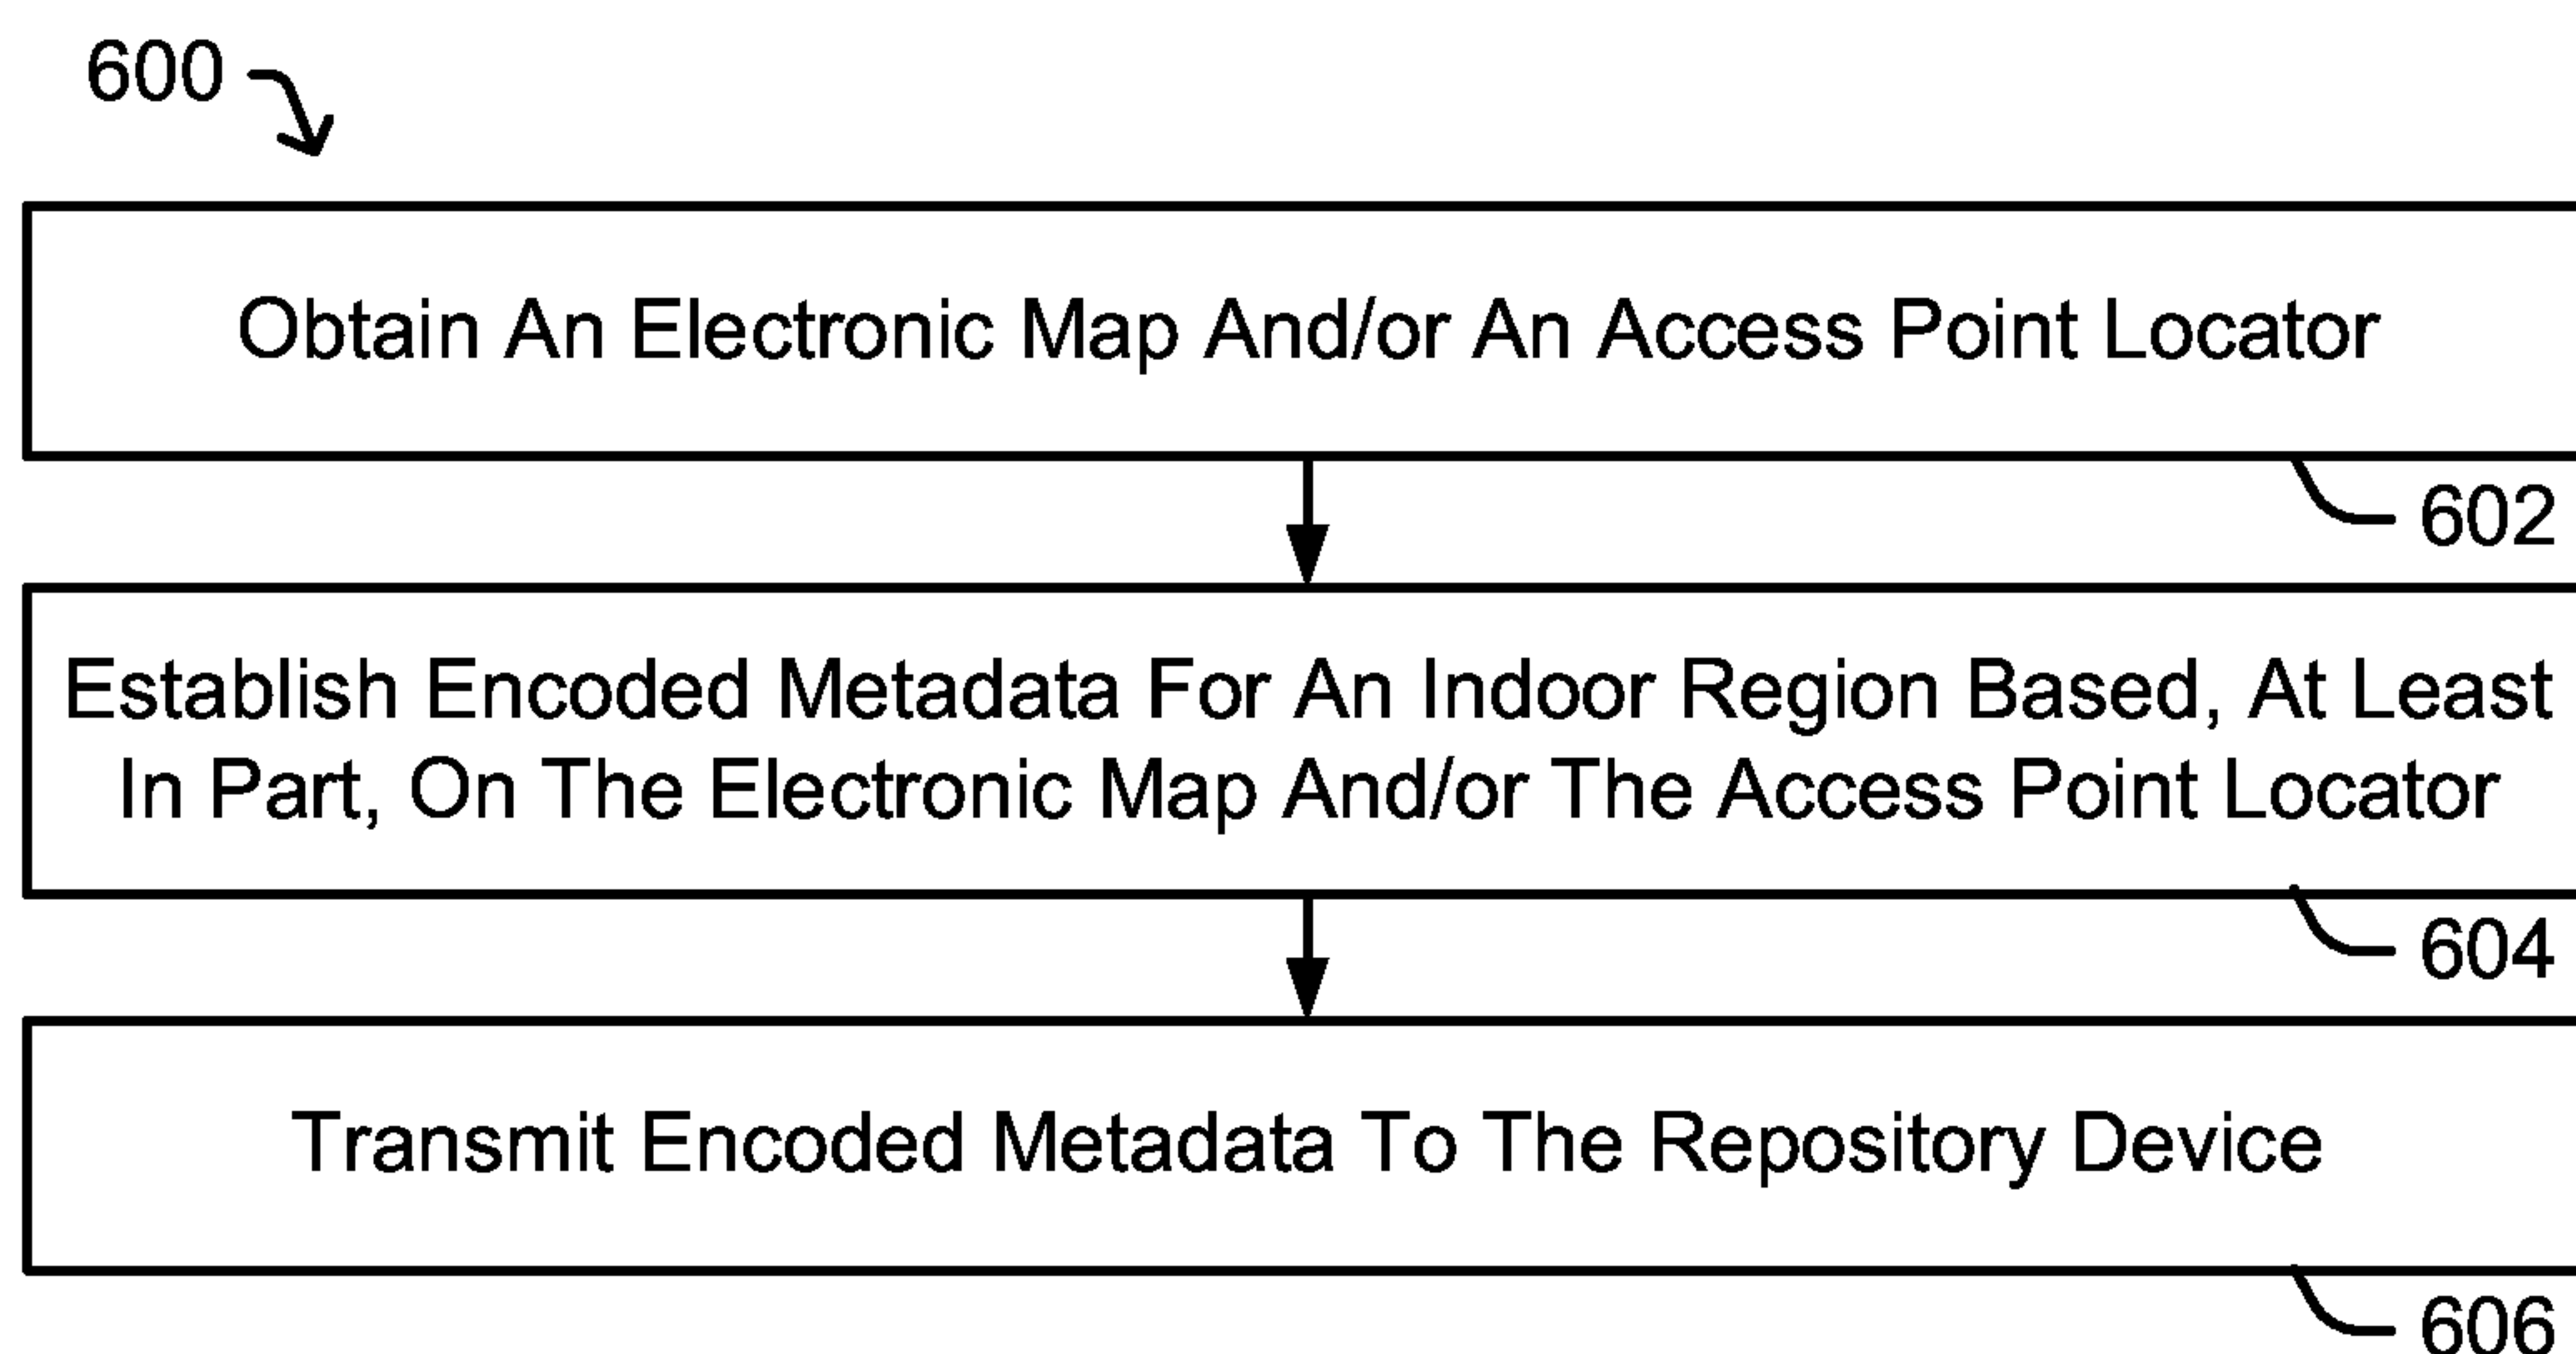 600
Obtain An Electronic Map And/or An Access Point Locator
602
Establish Encoded Metadata For An Indoor Region Based, At Least
In Part, On The Electronic Map And/or The Access Point Locator
604
Transmit Encoded Metadata To The Repository Device
606